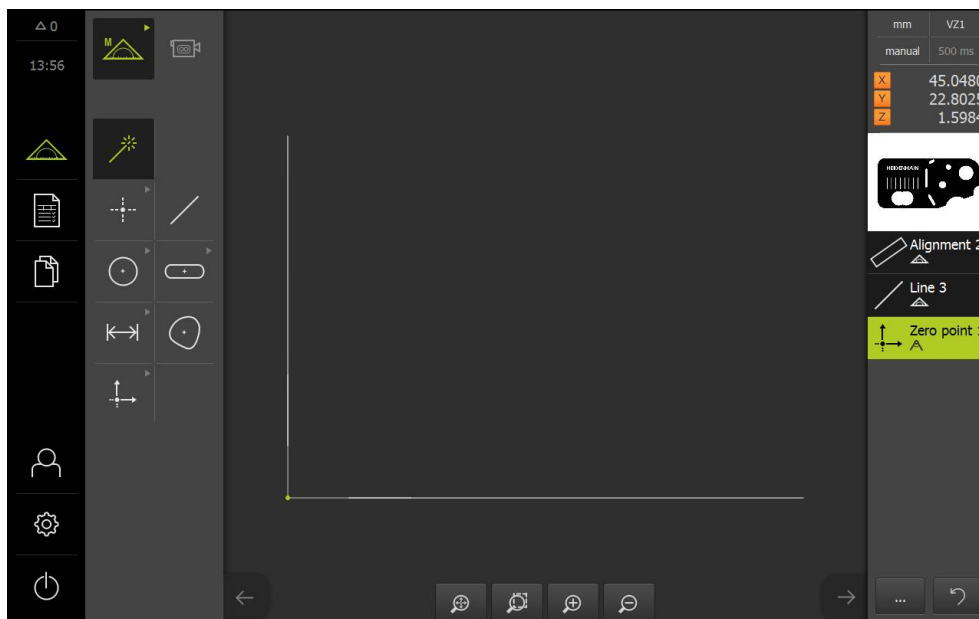 0
13:56
M
mm VZ1
manual 500 ms
X 45.0480
Y 22.8025
Z 1.5984
HEIDENHAIN
Alignment 2
Line 3
Zero point
...